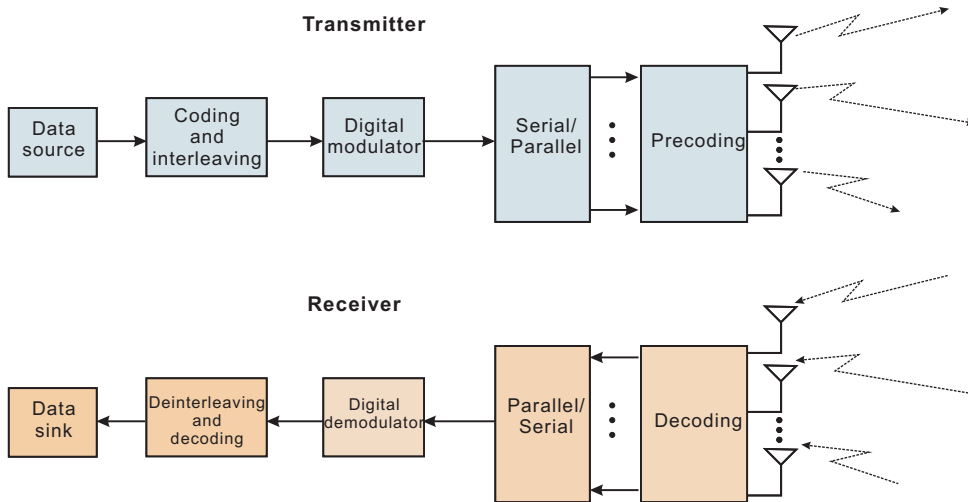 Transmitter
Data
source
Coding
and
interleaving
Digital
modulator
Serial/
Parallel
Precoding
Receiver
Data
sink
Deinterleaving
and
decoding
Digital
demodulator
Parallel/
Serial
Decoding